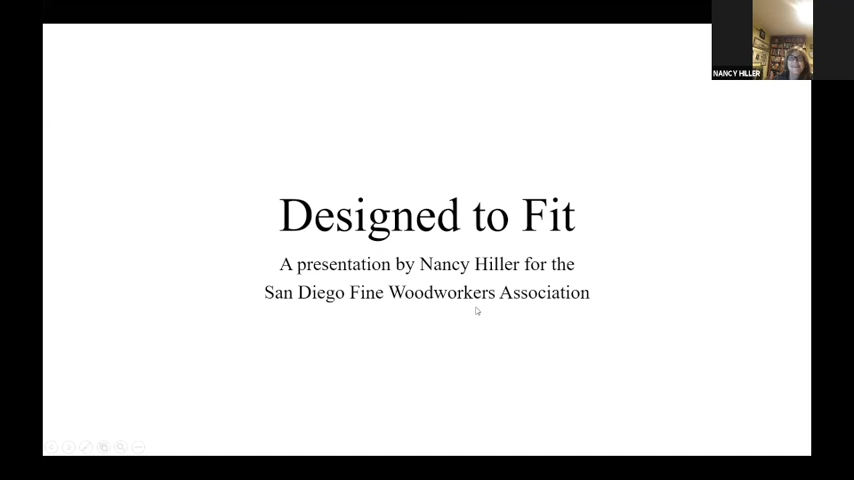 NANCY HILLER
Designed to Fit
A presentation by Nancy Hiller for the
San Diego Fine Woodworkers Association